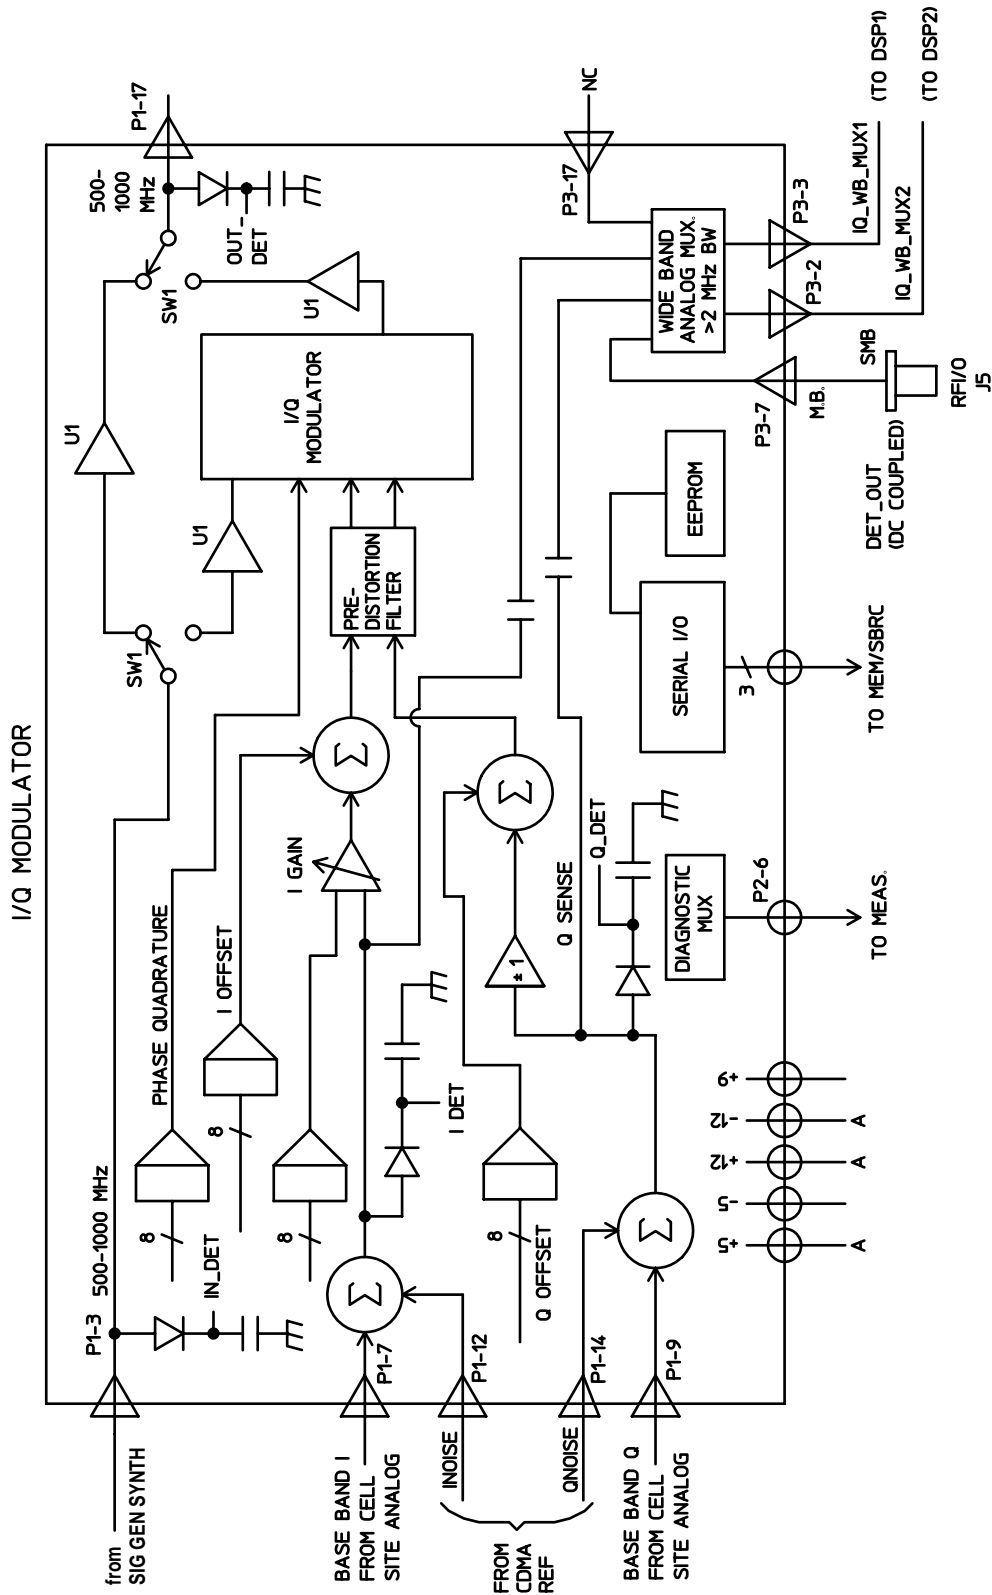 I/Q MODULATOR
from
SIG GEN SYNTH
P1-3
500-1000 MHz
IN_DET
8
PHASE QUADRATURE
8
I OFFSET
8
SW1
U1
U1
I/Q
MODULATOR
U1
SW1
500-
1000
MHz
P1-17
OUT_
DET
BASE BAND I
FROM CELL
SITE ANALOG
P1-7
Σ
I DET
I GAIN
Σ
PRE-
DISTORTION
FILTER
INOISE
P1-12
FROM
CDMA
REF
QNOISE
P1-14
8
Q OFFSET
± 1
Σ
Q SENSE
BASE BAND Q
FROM CELL
SITE ANALOG
P1-9
Σ
Q_DET
DIAGNOSTIC
MUX
P2-6
TO MEAS.
SERIAL I/O
3
TO MEM/SBRC
EEPROM
WIDE BAND
ANALOG MUX.
>2 MHz BW
P3-17
NC
P3-3
IQ_WB_MUX1
(TO DSP1)
P3-2
IQ_WB_MUX2
(TO DSP2)
P3-7
M.B.
SMB
DET_OUT
(DC COUPLED)
RFI/O
J5
+5
A
-5
+12
A
-12
A
+9